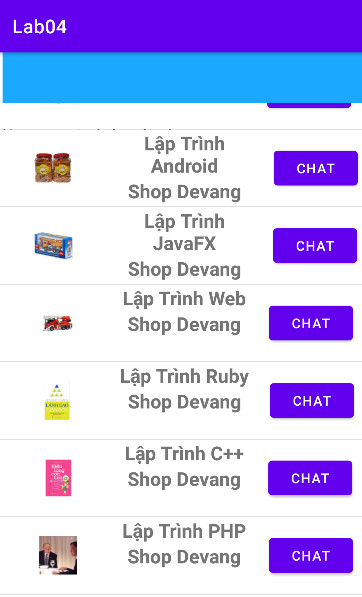 Lab04
Lập Trình
Android
Shop Devang
CHAT
Lập Trình
JavaFX
Shop Devang
CHAT
Lập Trình Web
Shop Devang
CHAT
Lập Trình Ruby
Shop Devang
CHAT
Lập Trình C++
Shop Devang
CHAT
Lập Trình PHP
Shop Devang
CHAT